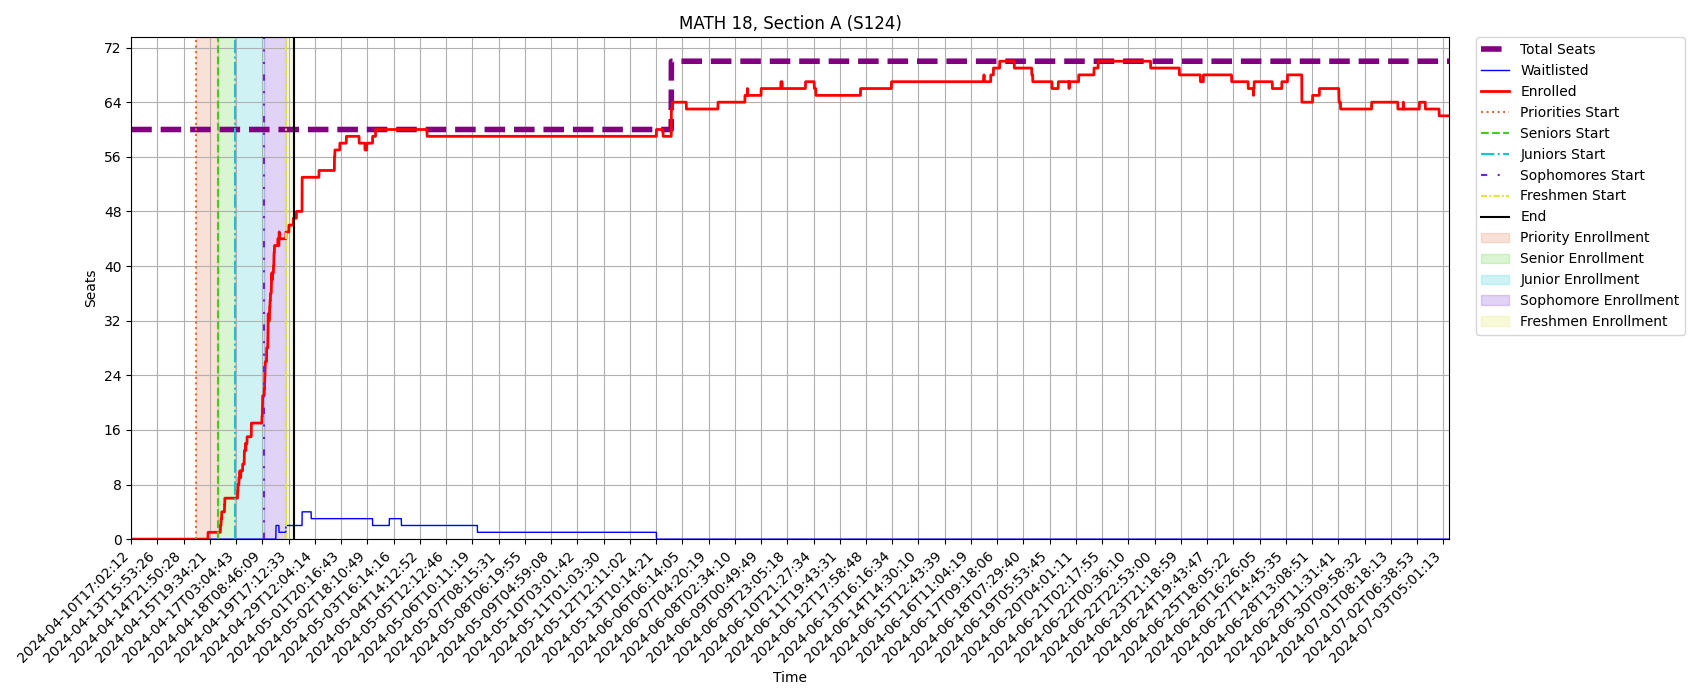 MATH 18, Section A (S124)
Seats
72
64
56
48
40
32
24
16
8
0
2024-04-10T17:02:12
2024-04-13T15:53:26
2024-04-14T21:50:28
2024-04-15T19:34:21
2024-04-17T03:04:43
2024-04-18T08:46:09
2024-04-19T17:12:33
2024-04-29T12:04:14
2024-05-01T20:16:43
2024-05-02T18:10:49
2024-05-03T16:14:16
2024-05-04T14:12:52
2024-05-05T12:12:46
2024-05-06T10:11:19
2024-05-07T08:15:31
2024-05-08T06:19:55
2024-05-09T04:59:08
2024-05-10T03:01:42
2024-05-11T01:03:30
2024-05-12T12:11:02
2024-05-13T10:14:21
2024-06-06T06:14:05
2024-06-07T04:20:19
2024-06-08T02:34:10
2024-06-09T00:49:49
2024-06-09T23:05:18
2024-06-10T21:27:34
2024-06-11T19:43:31
2024-06-12T17:58:48
2024-06-13T16:16:34
2024-06-14T14:30:10
2024-06-15T12:43:39
2024-06-16T11:04:19
2024-06-17T09:18:06
2024-06-18T07:29:40
2024-06-19T05:53:45
2024-06-20T04:01:11
2024-06-21T02:17:55
2024-06-22T00:36:10
2024-06-22T22:53:00
2024-06-23T21:18:59
2024-06-24T19:43:47
2024-06-25T18:05:22
2024-06-26T16:26:05
2024-06-27T14:45:35
2024-06-28T13:08:51
2024-06-29T11:31:41
2024-06-30T09:58:32
2024-07-01T08:18:13
2024-07-02T06:38:53
2024-07-03T05:01:13
Time
Total Seats
Waitlisted
Enrolled
Priorities Start
Seniors Start
Juniors Start
Sophomores Start
Freshmen Start
End
Priority Enrollment
Senior Enrollment
Junior Enrollment
Sophomore Enrollment
Freshmen Enrollment